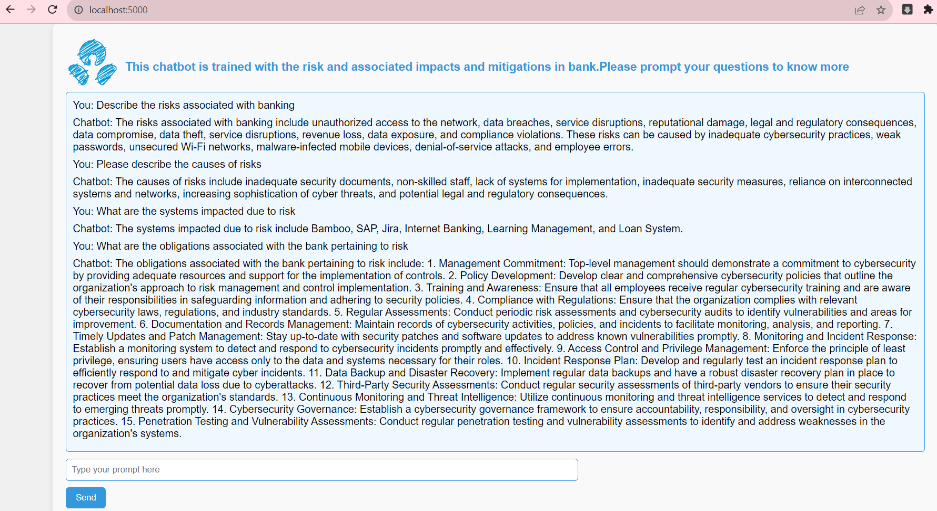 localhost:5000
This chatbot is trained with the risk and associated impacts and mitigations in bank.Please prompt your questions to know more
You: Describe the risks associated with banking
Chatbot: The risks associated with banking include unauthorized access to the network, data breaches, service disruptions, reputational damage, legal and regulatory consequences,
data compromise, data theft, service disruptions, revenue loss, data exposure, and compliance violations. These risks can be caused by inadequate cybersecurity practices, weak
passwords, unsecured Wi-Fi networks, malware-infected mobile devices, denial-of-service attacks, and employee errors.
You: Please describe the causes of risks
Chatbot: The causes of risks include inadequate security documents, non-skilled staff, lack of systems for implementation, inadequate security measures, reliance on interconnected
systems and networks, increasing sophistication of cyber threats, and potential legal and regulatory consequences.
You: What are the systems impacted due to risk
Chatbot: The systems impacted due to risk include Bamboo, SAP, Jira, Internet Banking, Learning Management, and Loan System.
You: What are the obligations associated with the bank pertaining to risk
Chatbot: The obligations associated with the bank pertaining to risk include: 1. Management Commitment: Top-level management should demonstrate a commitment to cybersecurity
by providing adequate resources and support for the implementation of controls. 2. Policy Development: Develop clear and comprehensive cybersecurity policies that outline the
organization's approach to risk management and control implementation. 3. Training and Awareness: Ensure that all employees receive regular cybersecurity training and are aware
of their responsibilities in safeguarding information and adhering to security policies. 4. Compliance with Regulations: Ensure that the organization complies with relevant
cybersecurity laws, regulations, and industry standards. 5. Regular Assessments: Conduct periodic risk assessments and cybersecurity audits to identify vulnerabilities and areas for
improvement. 6. Documentation and Records Management: Maintain records of cybersecurity activities, policies, and incidents to facilitate monitoring, analysis, and reporting. 7.
Timely Updates and Patch Management: Stay up-to-date with security patches and software updates to address known vulnerabilities promptly. 8. Monitoring and Incident Response:
Establish a monitoring system to detect and respond to cybersecurity incidents promptly and effectively. 9. Access Control and Privilege Management: Enforce the principle of least
privilege, ensuring users have access only to the data and systems necessary for their roles. 10. Incident Response Plan: Develop and regularly test an incident response plan to
efficiently respond to and mitigate cyber incidents. 11. Data Backup and Disaster Recovery: Implement regular data backups and have a robust disaster recovery plan in place to
recover from potential data loss due to cyberattacks. 12. Third-Party Security Assessments: Conduct regular security assessments of third-party vendors to ensure their security
practices meet the organization's standards. 13. Continuous Monitoring and Threat Intelligence: Utilize continuous monitoring and threat intelligence services to detect and respond
to emerging threats promptly. 14. Cybersecurity Governance: Establish a cybersecurity governance framework to ensure accountability, responsibility, and oversight in cybersecurity
practices. 15. Penetration Testing and Vulnerability Assessments: Conduct regular penetration testing and vulnerability assessments to identify and address weaknesses in the
organization's systems.
Type your prompt here
Send